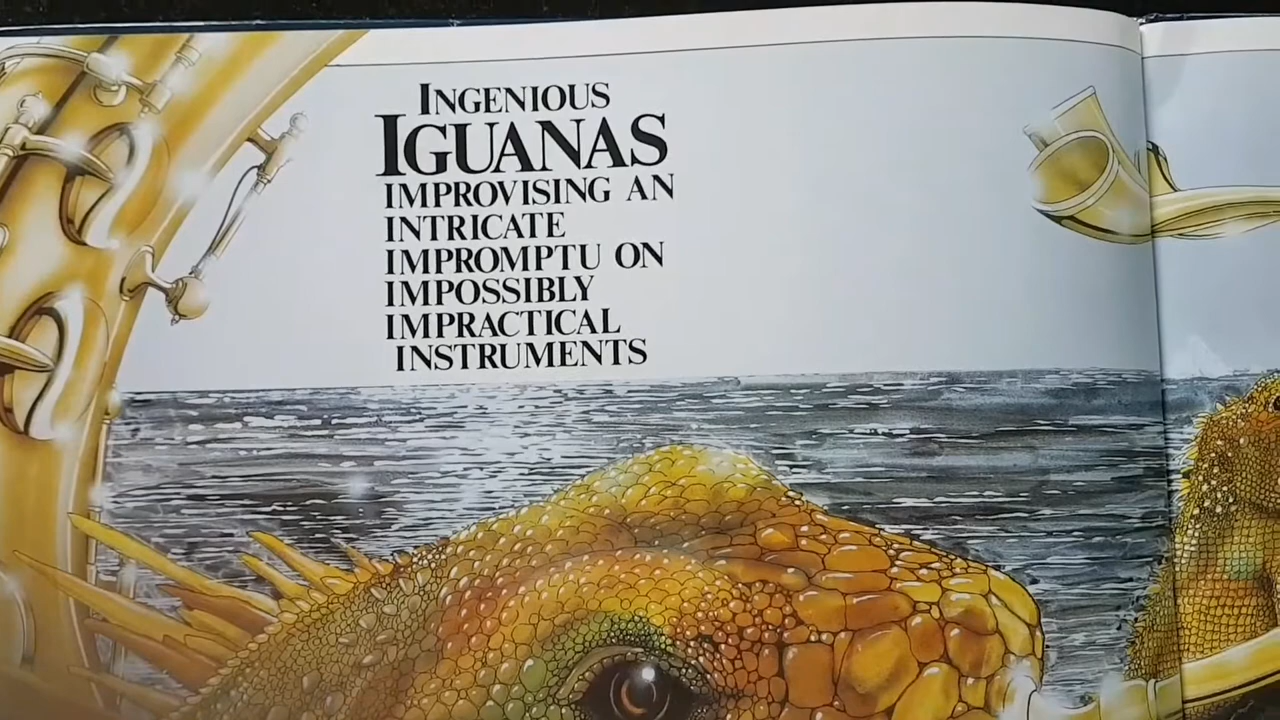 INGENIOUS
IGUANAS
IMPROVISING AN
INTRICATE
IMPROMPTU ON
IMPOSSIBLY
IMPRACTICAL
INSTRUMENTS